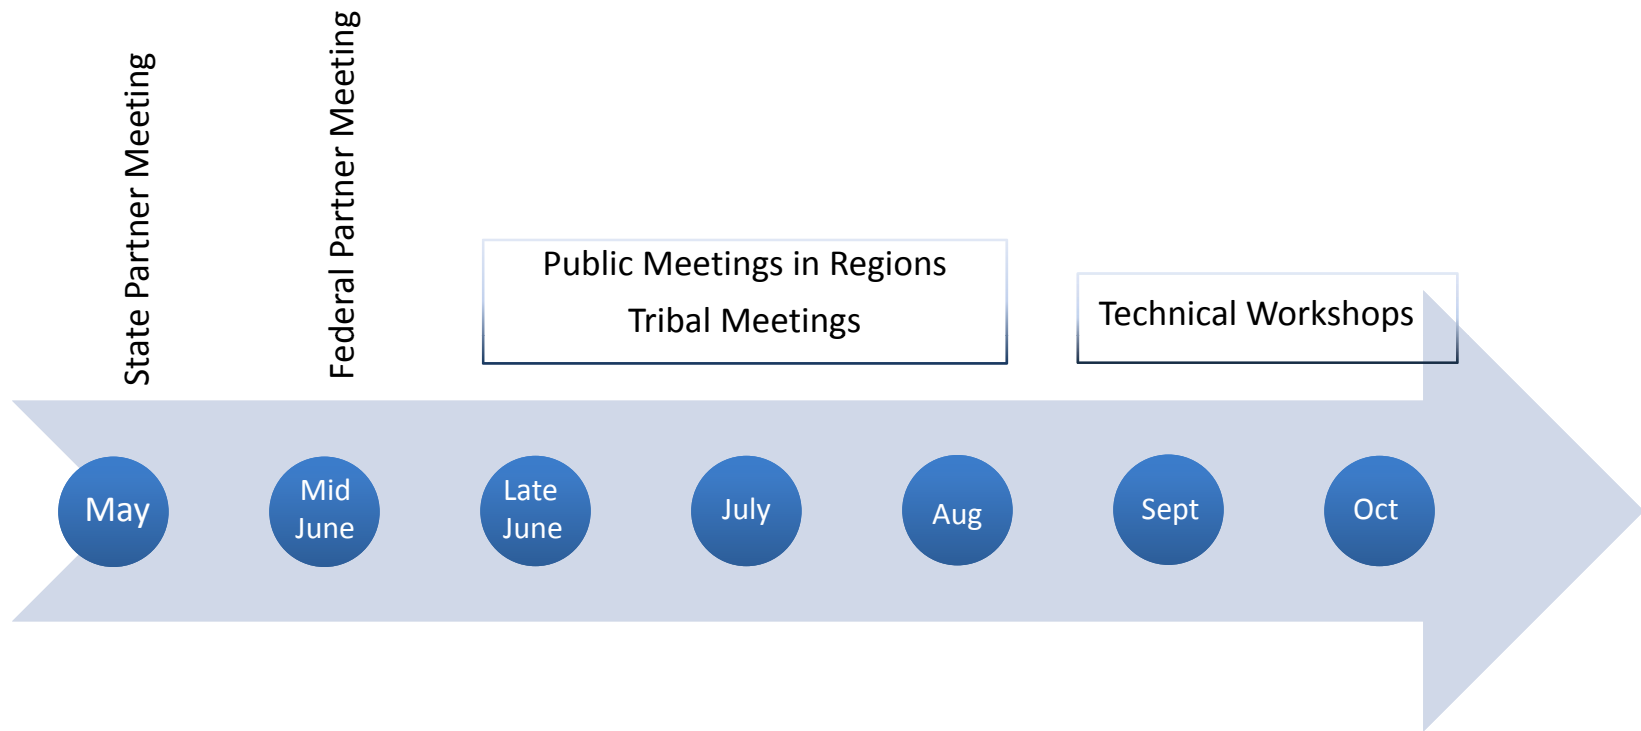 State Partner Meeting
Federal Partner Meeting
Public Meetings in Regions
Tribal Meetings
Technical Workshops
May
Mid
June
Late
June
July
Aug
Sept
Oct